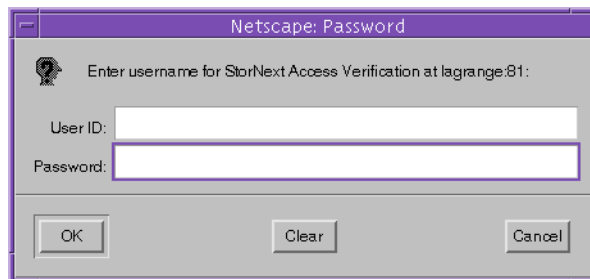 Netscape: Password
Enter username for StorNext Access Verification at lagrange:81:
User ID:
Password:
OK Clear Cancel